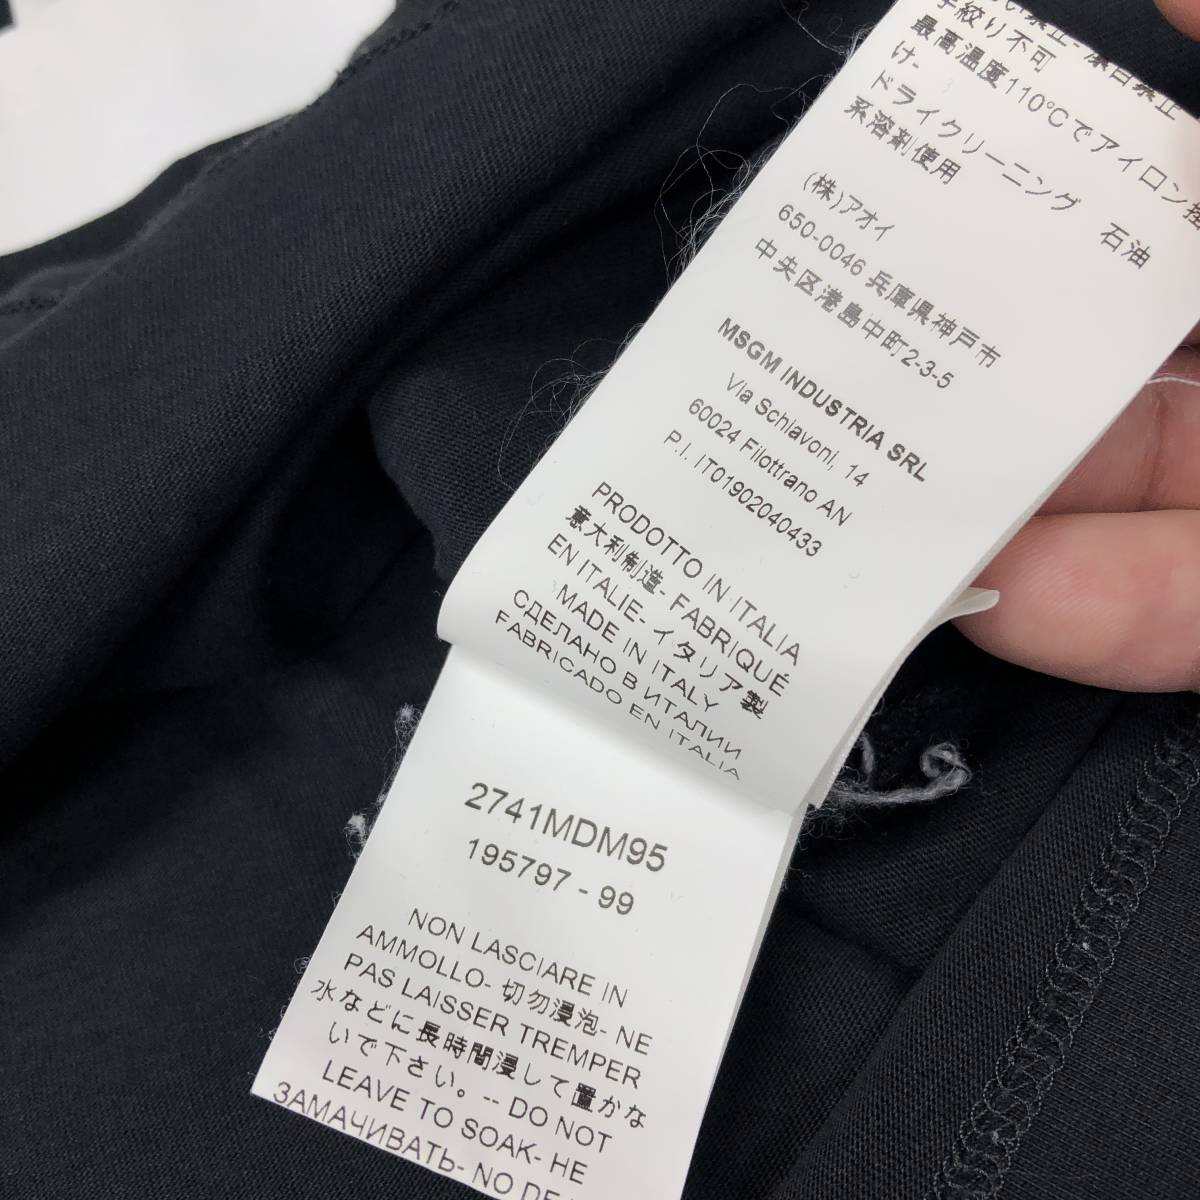 手絞り不可
最高温度110℃でアイロン掛
け-
ドライクリーニング 石油
系溶剤使用
(株)アオイ
650-0046 兵庫県神戸市
中央区港島中町2-3-5
MSGM INDUSTRIA SRL
Via Schiavoni, 14
60024 Filottrano AN
P.I. IT01902040433
PRODOTTO IN ITALIA
意大利制造- FABRIQUÉ
EN ITALIE- イタリア製
MADE IN ITALY
СДЕЛАНО В ИТАЛИИ
FABRICADO EN ITALIA
2741MDM95
195797 - 99
NON LASCIARE IN
AMMOLLO- 切勿浸泡- NE
PAS LAISSER TREMPER
水などに長時間浸して置かな
いで下さい。-- DO NOT
LEAVE TO SOAK- НЕ
ЗАМАЧИВАТЬ- NO DE